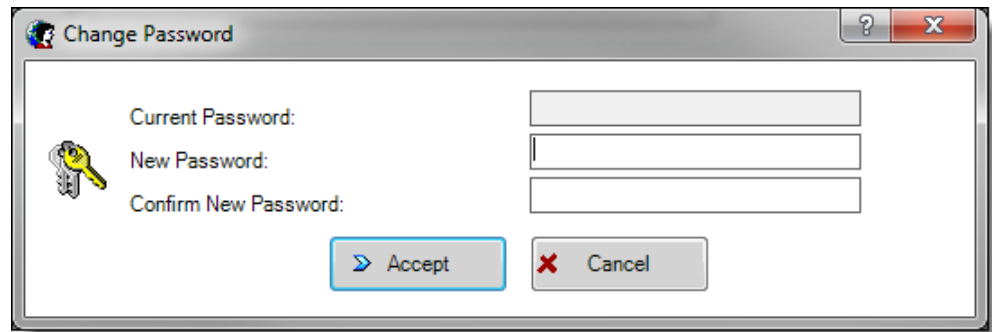 Change Password
Current Password:
New Password:
Confirm New Password:
Accept Cancel